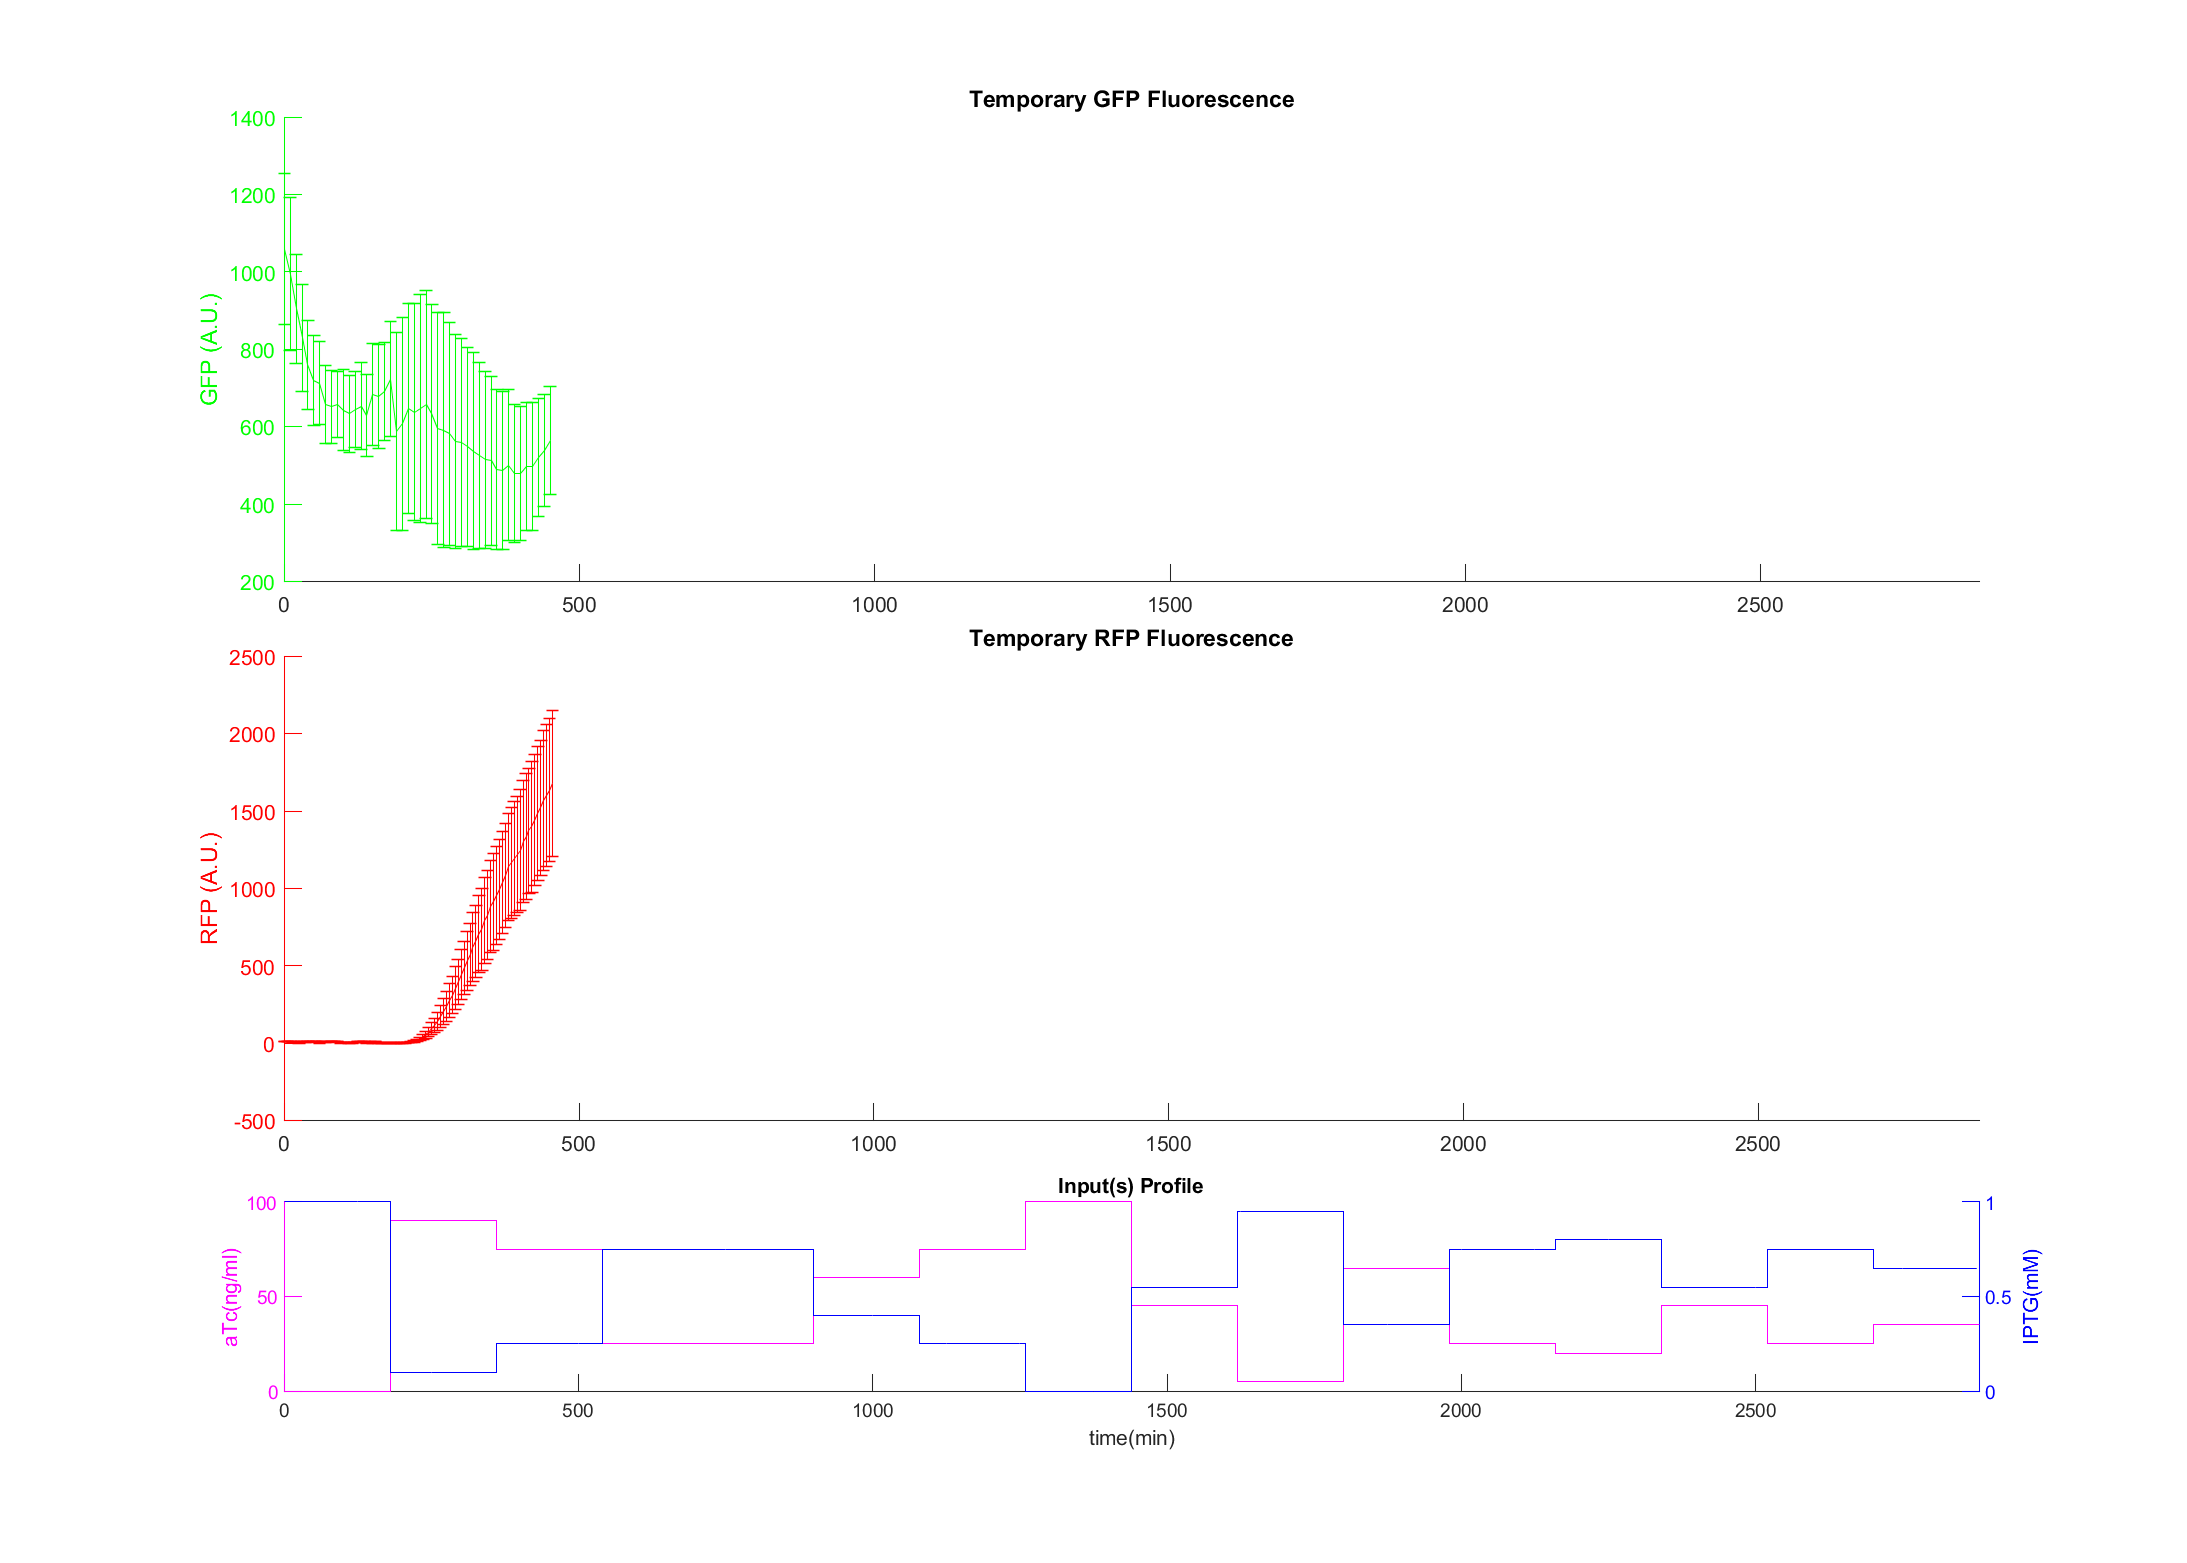 Temporary GFP Fluorescence
1400
1200
1000
800
600
400
200
GFP (A.U.)
0 500 1000 1500 2000 2500
Temporary RFP Fluorescence
2500
2000
1500
1000
500
0
-500
RFP (A.U.)
0 500 1000 1500 2000 2500
Input(s) Profile
100
50
0
aTc(ng/ml)
1
0.5
0
IPTG(mM)
0 500 1000 1500 2000 2500
time(min)